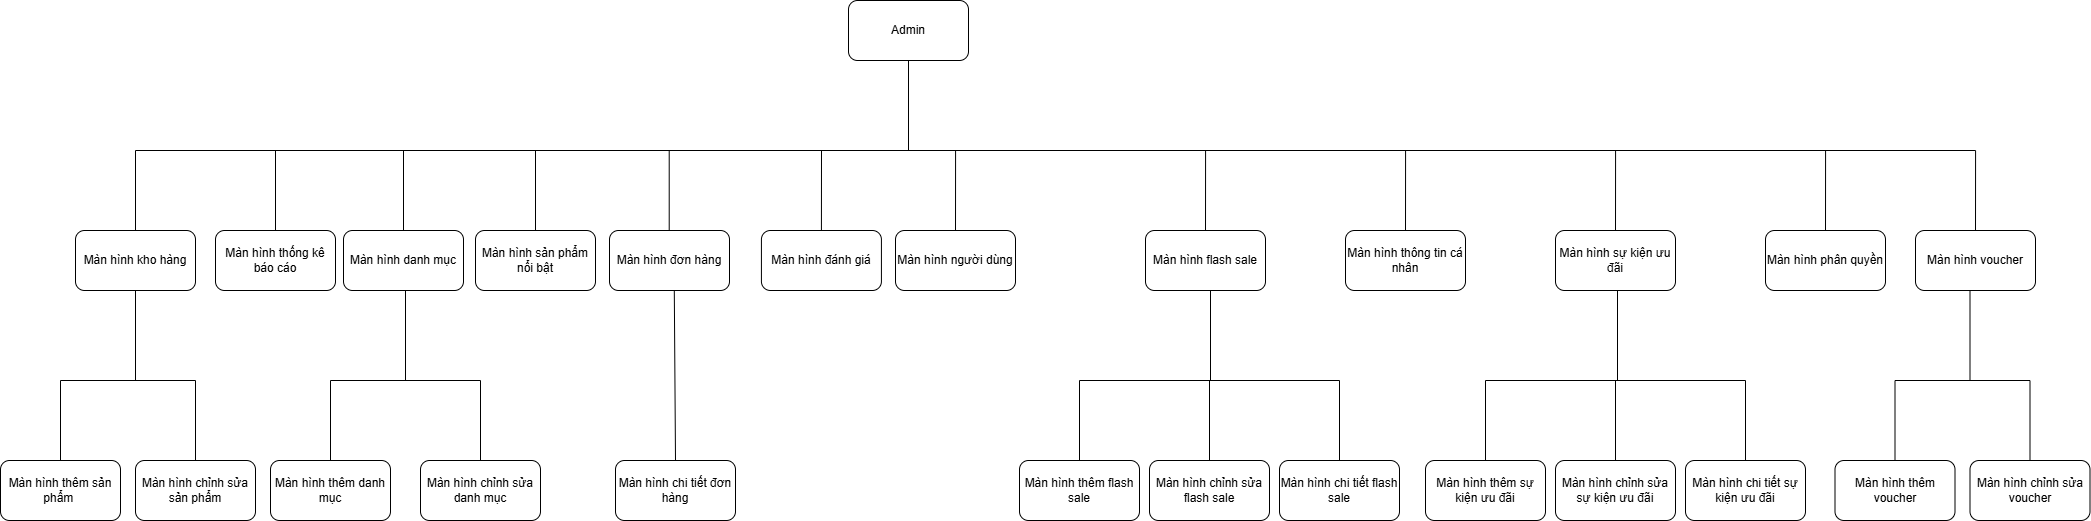 Admin
Màn hình kho hàng
Màn hình thống kê
báo cáo
Màn hình danh mục
Màn hình sản phẩm
nổi bật
Màn hình đơn hàng
Màn hình đánh giá
Màn hình người dùng
Màn hình flash sale
Màn hình thông tin cá
nhân
Màn hình sự kiện ưu
đãi
Màn hình phân quyền
Màn hình voucher
Màn hình thêm sản
phẩm
Màn hình chỉnh sửa
sản phẩm
Màn hình thêm danh
mục
Màn hình chỉnh sửa
danh mục
Màn hình chi tiết đơn
hàng
Màn hình thêm flash
sale
Màn hình chỉnh sửa
flash sale
Màn hình chi tiết flash
sale
Màn hình thêm sự
kiện ưu đãi
Màn hình chỉnh sửa
sự kiện ưu đãi
Màn hình chi tiết sự
kiện ưu đãi
Màn hình thêm
voucher
Màn hình chỉnh sửa
voucher